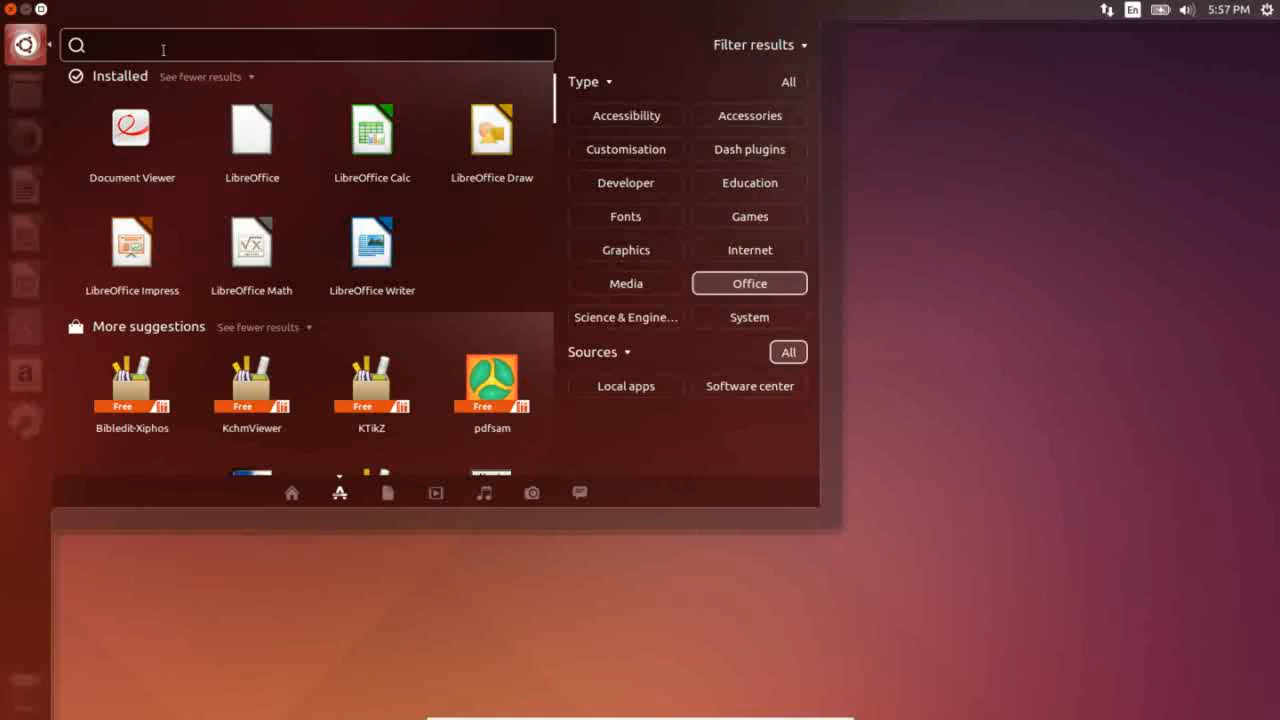 En 5:57 PM
Filter results
Installed See fewer results
Type All
Document Viewer LibreOffice LibreOffice Calc LibreOffice Draw
LibreOffice Impress LibreOffice Math LibreOffice Writer
More suggestions See fewer results
Free Free Free Free
Bibledit-Xiphos KchmViewer KTikZ pdfsam
Accessibility Accessories
Customisation Dash plugins
Developer Education
Fonts Games
Graphics Internet
Media Office
Science & Engine... System
Sources All
Local apps Software center
a